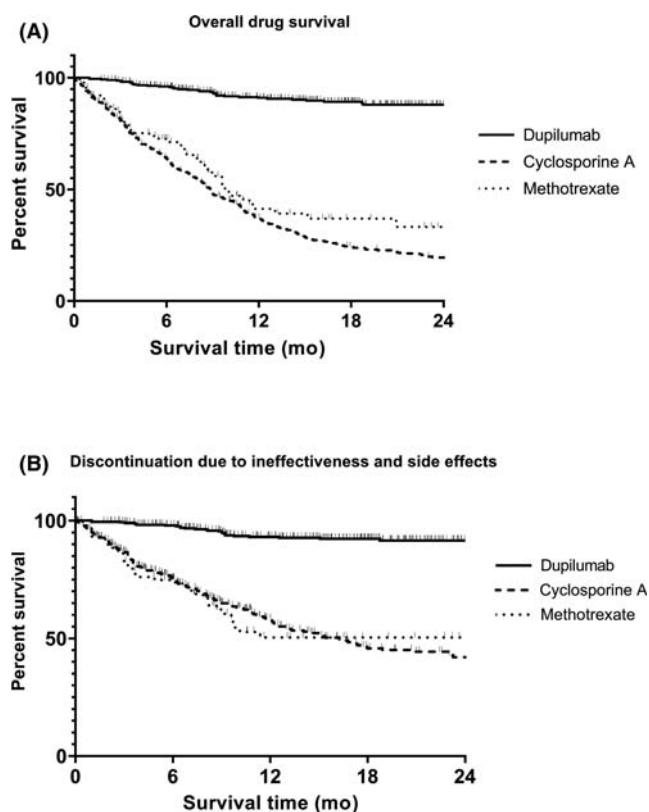 (A)
Overall drug survival
Percent survival
100
50
0
0 6 12 18 24
Survival time (mo)
Dupilumab
Cyclosporine A
Methotrexate
(B)
Discontinuation due to ineffectiveness and side effects
Percent survival
100
50
0
0 6 12 18 24
Survival time (mo)
Dupilumab
Cyclosporine A
Methotrexate